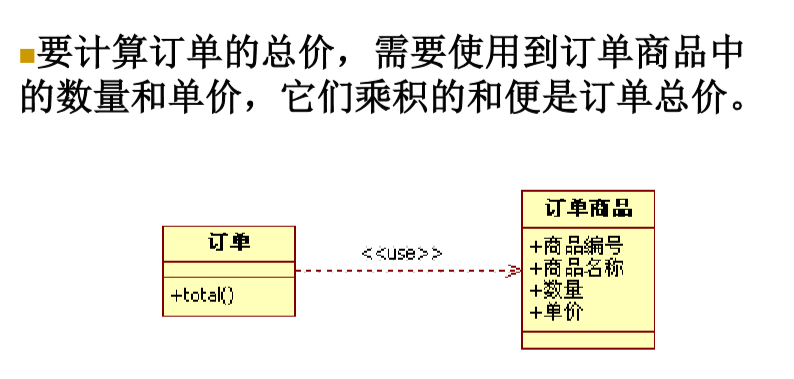 要计算订单的总价，需要使用到订单商品中
的数量和单价，它们乘积的和便是订单总价。
订单商品
订单
<<use>>
+商品编号
+商品名称
+total()
+数量
+单价